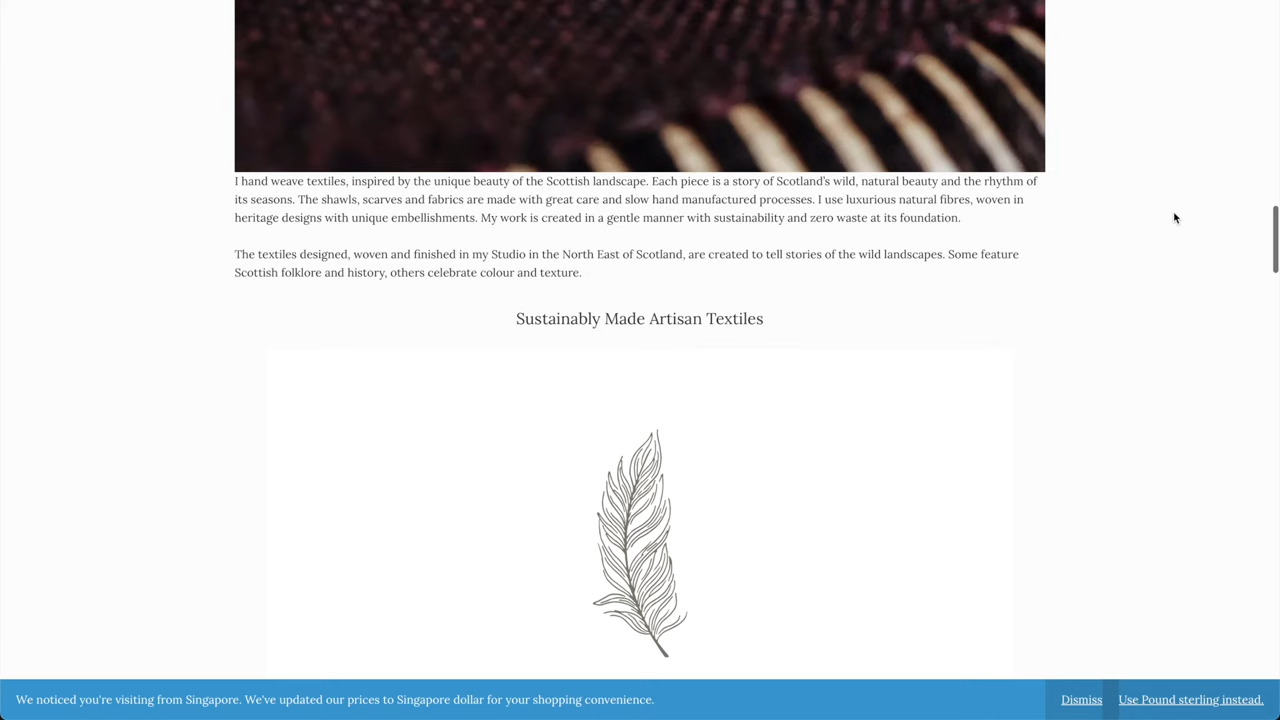 I hand weave textiles, inspired by the unique beauty of the Scottish landscape. Each piece is a story of Scotland’s wild, natural beauty and the rhythm of
its seasons. The shawls, scarves and fabrics are made with great care and slow hand manufactured processes. I use luxurious natural fibres, woven in
heritage designs with unique embellishments. My work is created in a gentle manner with sustainability and zero waste at its foundation.
The textiles designed, woven and finished in my Studio in the North East of Scotland, are created to tell stories of the wild landscapes. Some feature
Scottish folklore and history, others celebrate colour and texture.
Sustainably Made Artisan Textiles
We noticed you're visiting from Singapore. We've updated our prices to Singapore dollar for your shopping convenience. Dismiss Use Pound sterling instead.